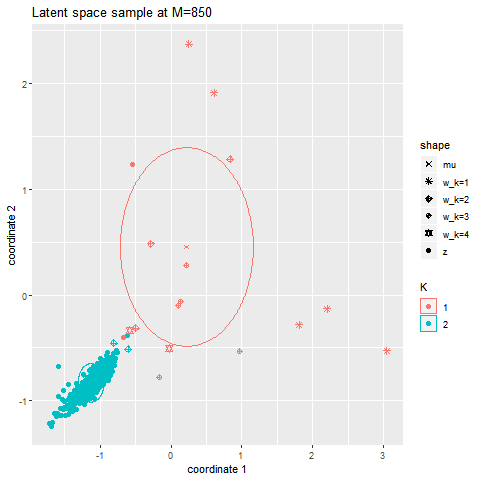 Latent space sample at M=850
2
1
0
-1
coordinate 2
-1
0
1
2
3
coordinate 1
shape
mu
w_k=1
w_k=2
w_k=3
w_k=4
z
K
1
2